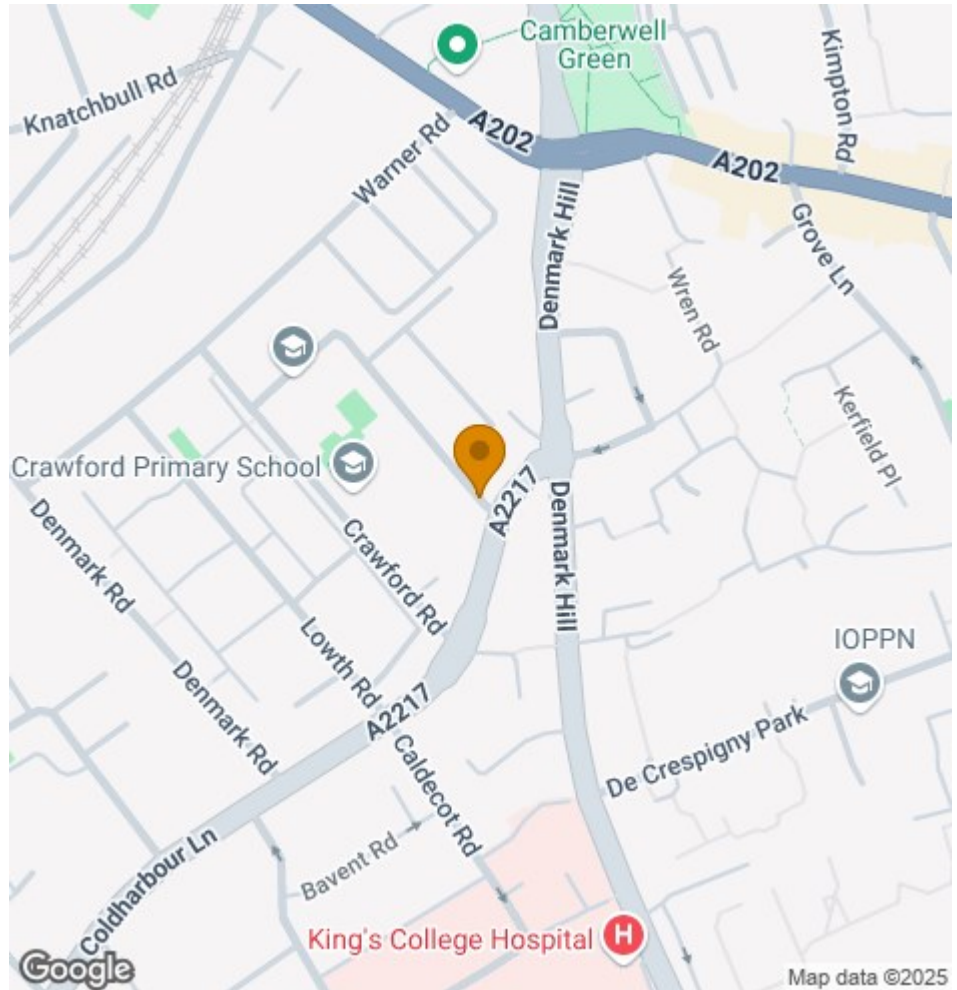 Camberwell
Green
Knatchbull Rd
Kimpton Rd
A202
Warner Rd
A202
Denmark Hill
Grove Ln
Wren Rd
Kerfield Pl
Crawford Primary School
A2217
Denmark Rd
Crawford Rd
Denmark Hill
Lowth Rd
IOPPN
Denmark Rd
A2217
De Crespigny Park
Caldecot Rd
Bavent Rd
Coldharbour Ln
King's College Hospital
H
Google
Map data ©2025